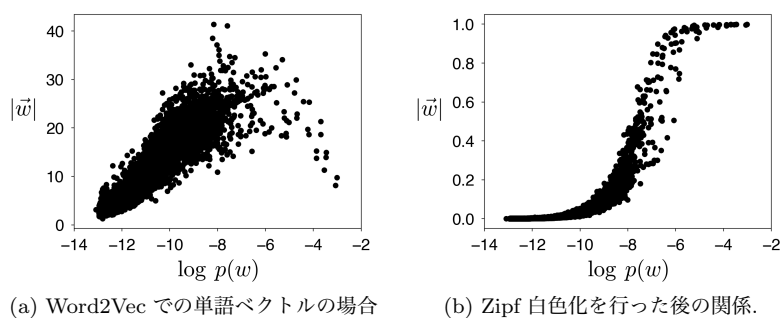 40
30
20
10
0
|w⃗|
−14 −12 −10 −8 −6 −4 −2
log p(w)
(a) Word2Vec での単語ベクトルの場合
1.0
0.8
0.6
0.4
0.2
0.0
|w⃗|
−14 −12 −10 −8 −6 −4 −2
log p(w)
(b) Zipf 白色化を行った後の関係.